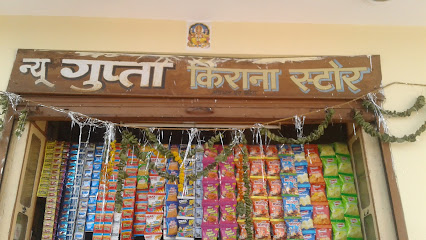 न्यू गुप्ता किराना स्टोर